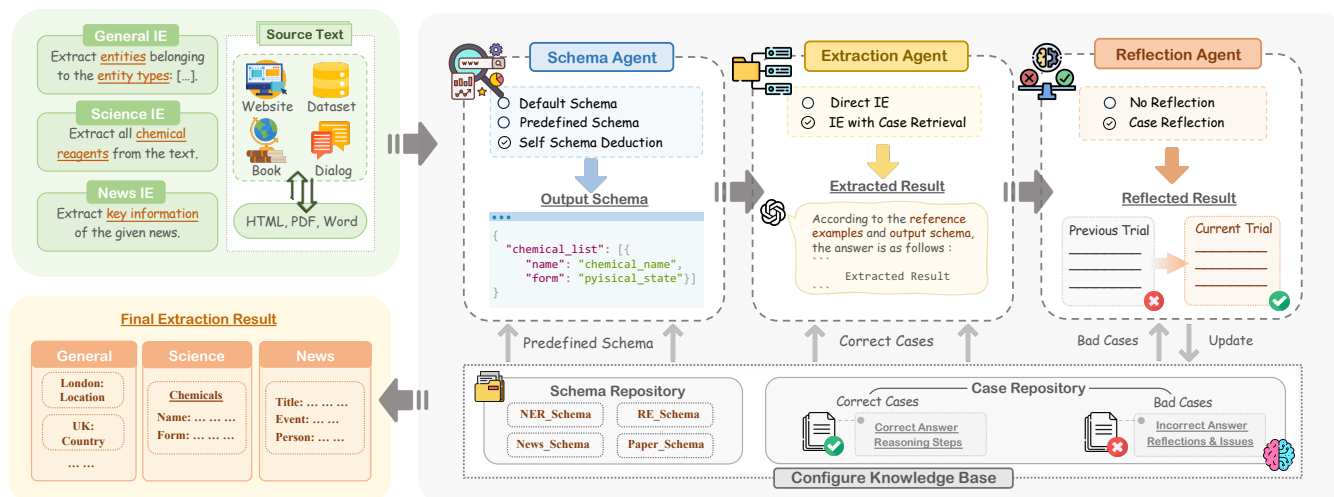 General IE
Extract entities belonging
to the entity types: […].
Science IE
Extract all chemical
reagents from the text.
News IE
Extract key information
of the given news.
Source Text
Website
Dataset
Book
Dialog
HTML, PDF, Word
Final Extraction Result
General
London:
Location
UK:
Country
... ...
Science
Chemicals
Name: ... ... ...
Form: ... ... ...
News
Title: ... ... ...
Event: ... ... ...
Person: ... ... ...
www
Schema Agent
Default Schema
Predefined Schema
Self Schema Deduction
Output Schema
{
"chemical_list": [{
"name": "chemical_name",
"form": "pyisical_state"}]
}
Extraction Agent
Direct IE
IE with Case Retrieval
Extracted Result
According to the reference
examples and output schema,
the answer is as follows :
```
Extracted Result
```
Reflection Agent
No Reflection
Case Reflection
Reflected Result
Previous Trial
Current Trial
Predefined Schema
Correct Cases
Bad Cases
Update
Schema Repository
NER_Schema
RE_Schema
News_Schema
Paper_Schema
Case Repository
Correct Cases
Correct Answer
Reasoning Steps
Bad Cases
Incorrect Answer
Reflections & Issues
Configure Knowledge Base